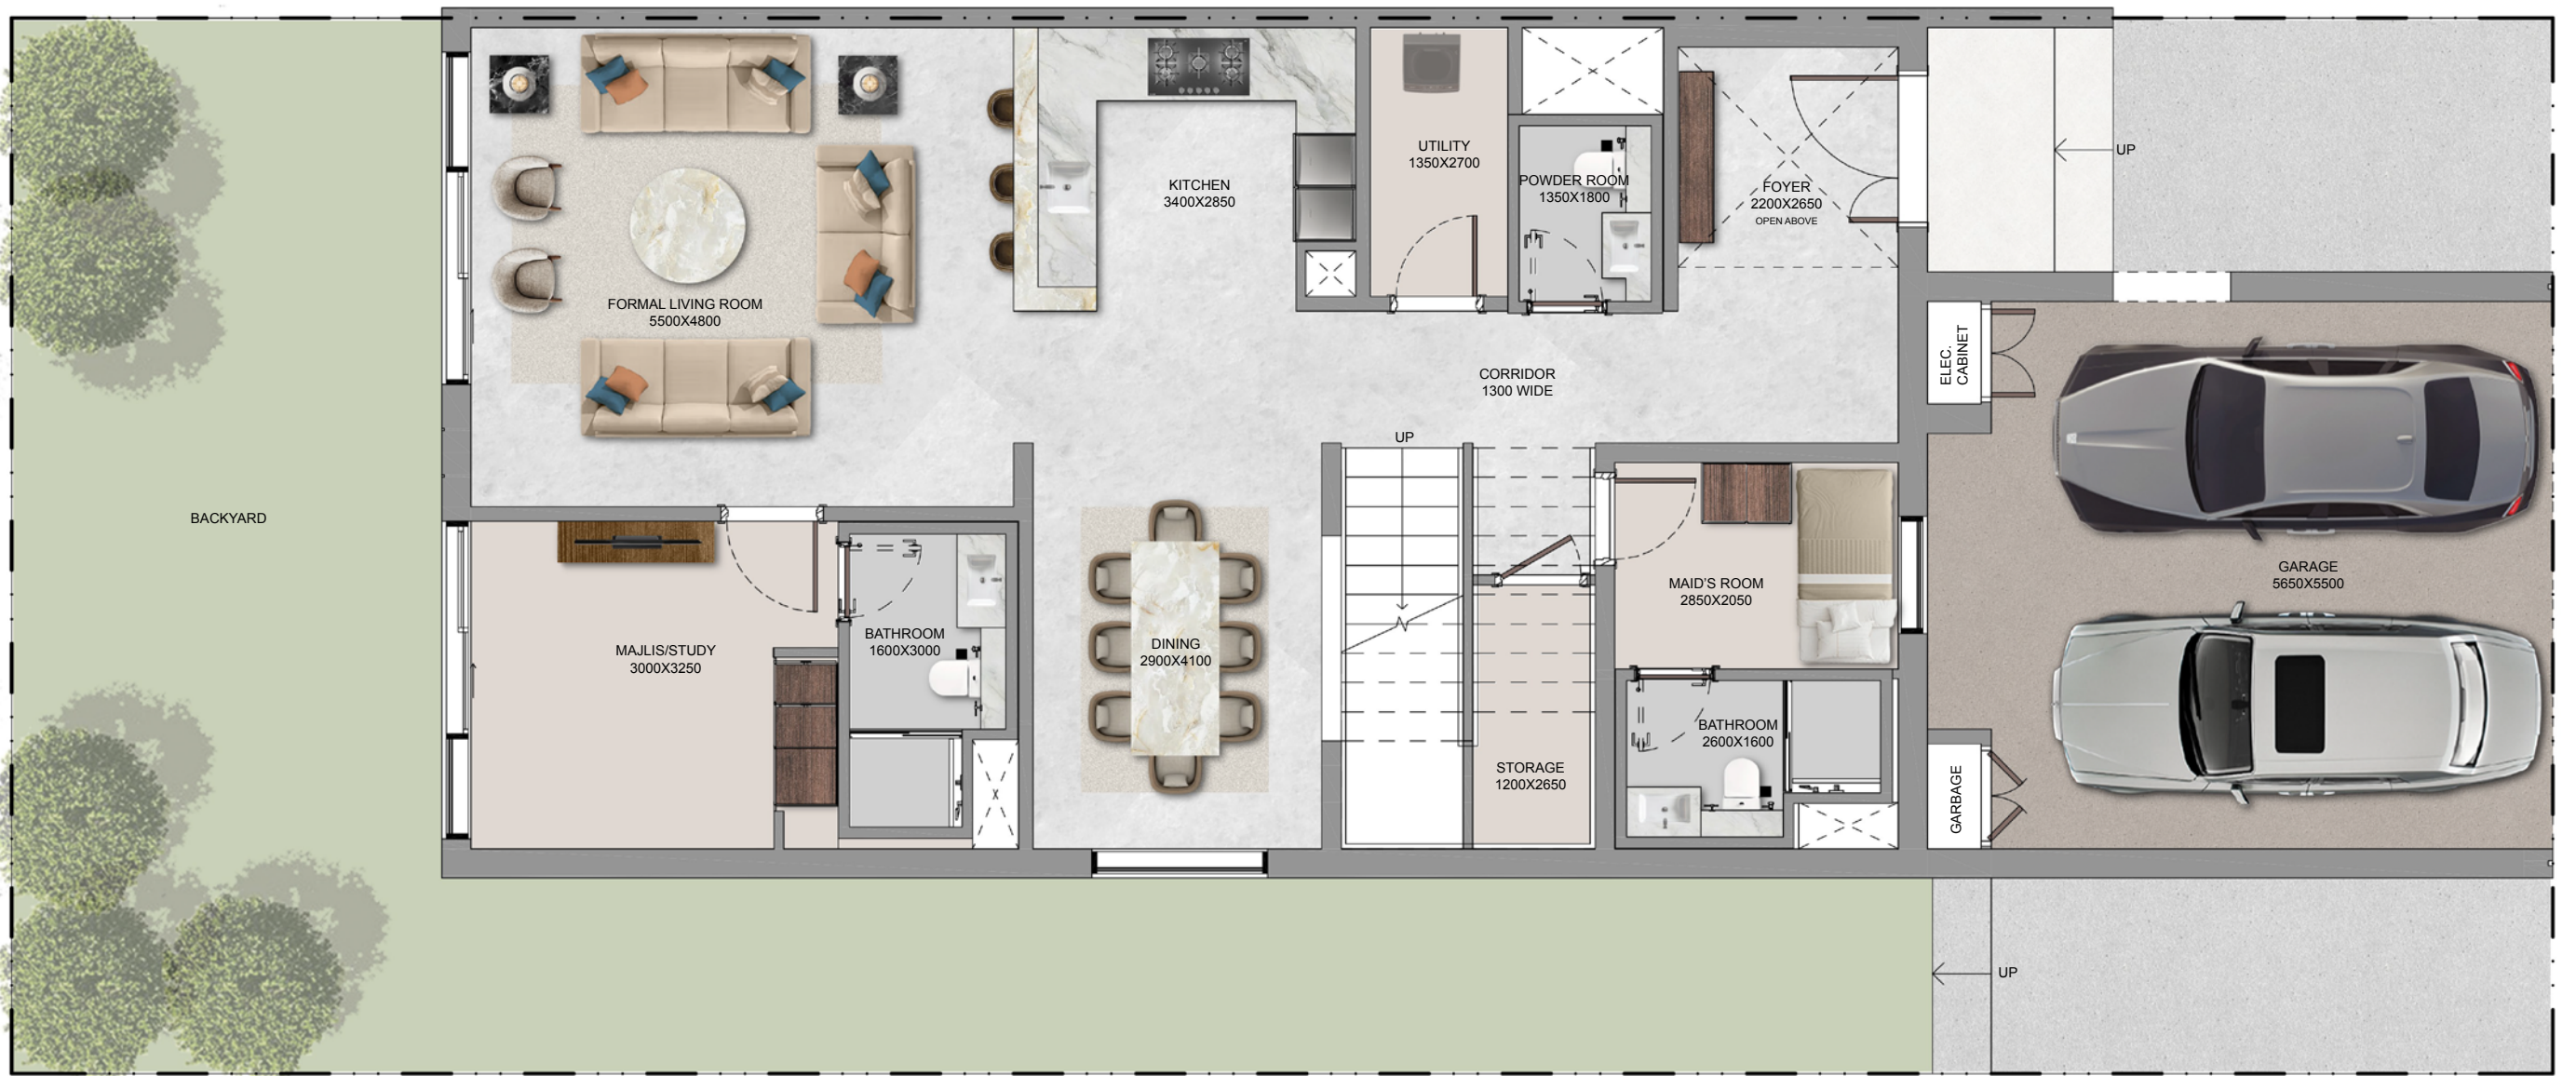 FORMAL LIVING ROOM
5500X4800
KITCHEN
3400X2850
UTILITY
1350X2700
POWDER ROOM
1350X1800
FOYER
2200X2650
OPEN ABOVE
UP
CORRIDOR
1300 WIDE
ELEC.
CABINET
UP
BACKYARD
MAJLIS/STUDY
3000X3250
BATHROOM
1600X3000
DINING
2900X4100
STORAGE
1200X2650
MAID'S ROOM
2850X2050
BATHROOM
2600X1600
GARAGE
5650X5500
GARBAGE
UP